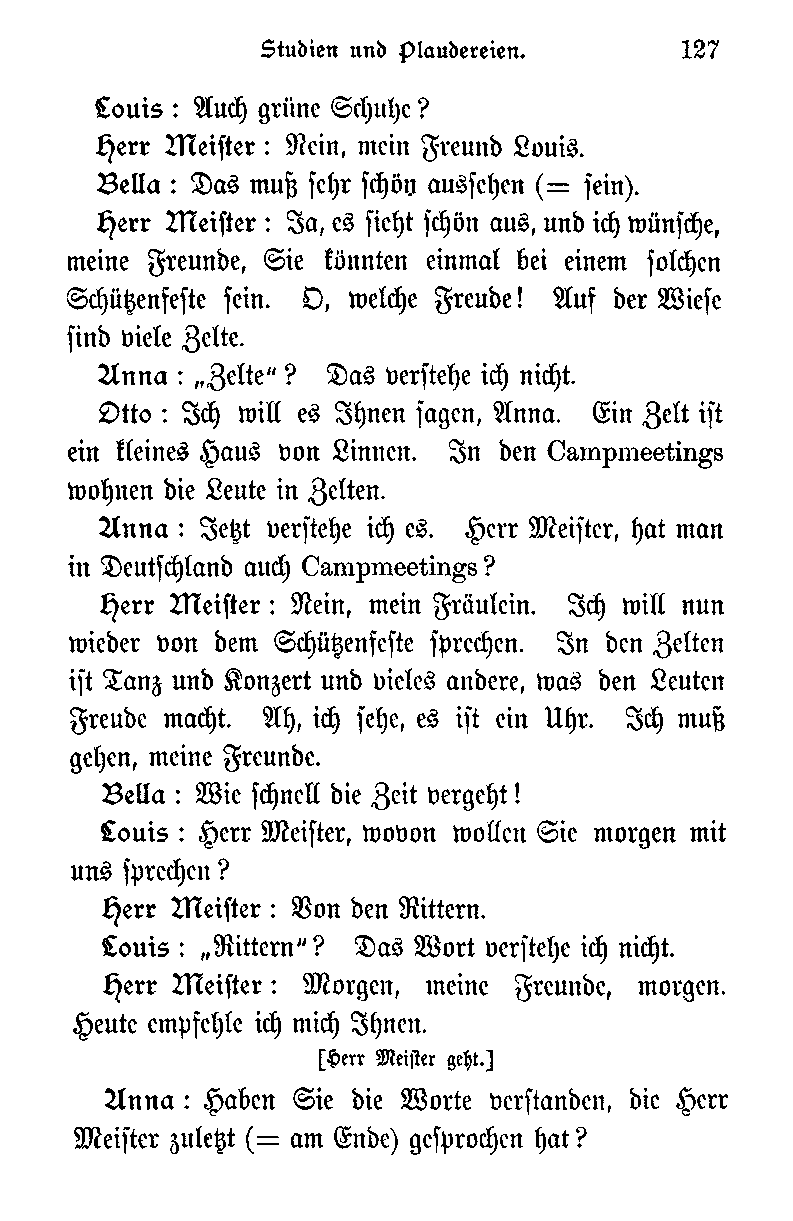 Studien und Plaudereien. 127
Louis : Auch grüne Schuhe?
Herr Meister : Nein, mein Freund Louis.
Bella : Das muß sehr schön aussehen (= sein).
Herr Meister : Ja, es sieht schön aus, und ich wünsche,
meine Freunde, Sie könnten einmal bei einem solchen
Schützenfeste sein. O, welche Freude! Auf der Wiese
sind viele Zelte.
Anna : „Zelte“? Das verstehe ich nicht.
Otto : Ich will es Ihnen sagen, Anna. Ein Zelt ist
ein kleines Haus von Linnen. In den Campmeetings
wohnen die Leute in Zelten.
Anna : Jetzt verstehe ich es. Herr Meister, hat man
in Deutschland auch Campmeetings?
Herr Meister : Nein, mein Fräulein. Ich will nun
wieder von dem Schützenfeste sprechen. In den Zelten
ist Tanz und Konzert und vieles andere, was den Leuten
Freude macht. Ah, ich sehe, es ist ein Uhr. Ich muß
gehen, meine Freunde.
Bella : Wie schnell die Zeit vergeht!
Louis : Herr Meister, wovon wollen Sie morgen mit
uns sprechen?
Herr Meister : Von den Rittern.
Louis : „Rittern“? Das Wort verstehe ich nicht.
Herr Meister : Morgen, meine Freunde, morgen.
Heute empfehle ich mich Ihnen.
[Herr Meister geht.]
Anna : Haben Sie die Worte verstanden, die Herr
Meister zuletzt (= am Ende) gesprochen hat?